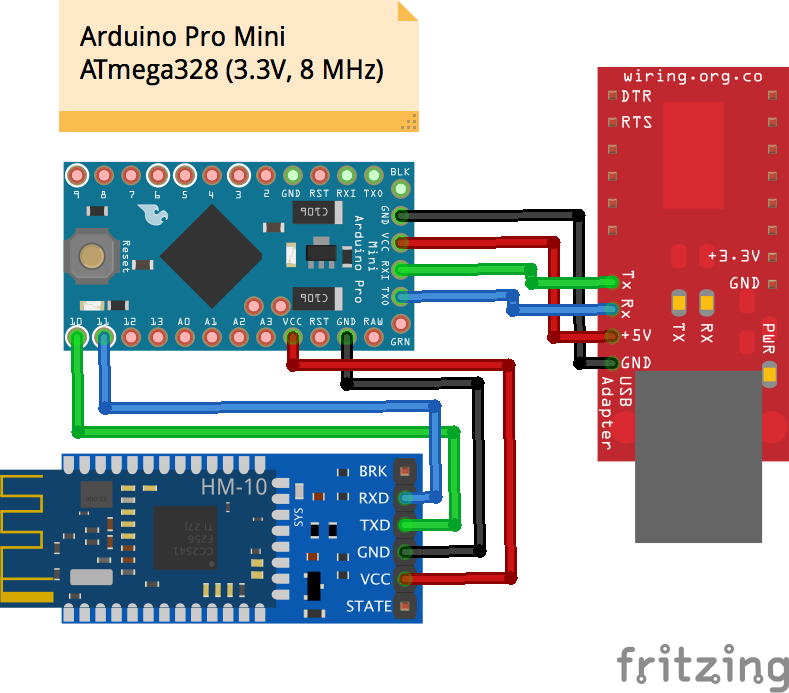 Arduino Pro Mini
ATmega328 (3.3V, 8 MHz)
wiring.org.co
DTR
RTS
+3.3V
GND
Tx
Rx
+5V
GND
TX
RX
PWR
USB
Adapter
9 8 7 6 5 4 3 2 GND RST RXI TXO
BLK
GND
VCC
RXI
TXO
GRN
C106
Reset
Mini
Arduino Pro
C106
10 11 12 13 A0 A1 A2 A3 VCC RST GND RAW
HM-10
SYS
CC2541
F256
TI 27J
BRK
RXD
TXD
GND
VCC
STATE
fritzing